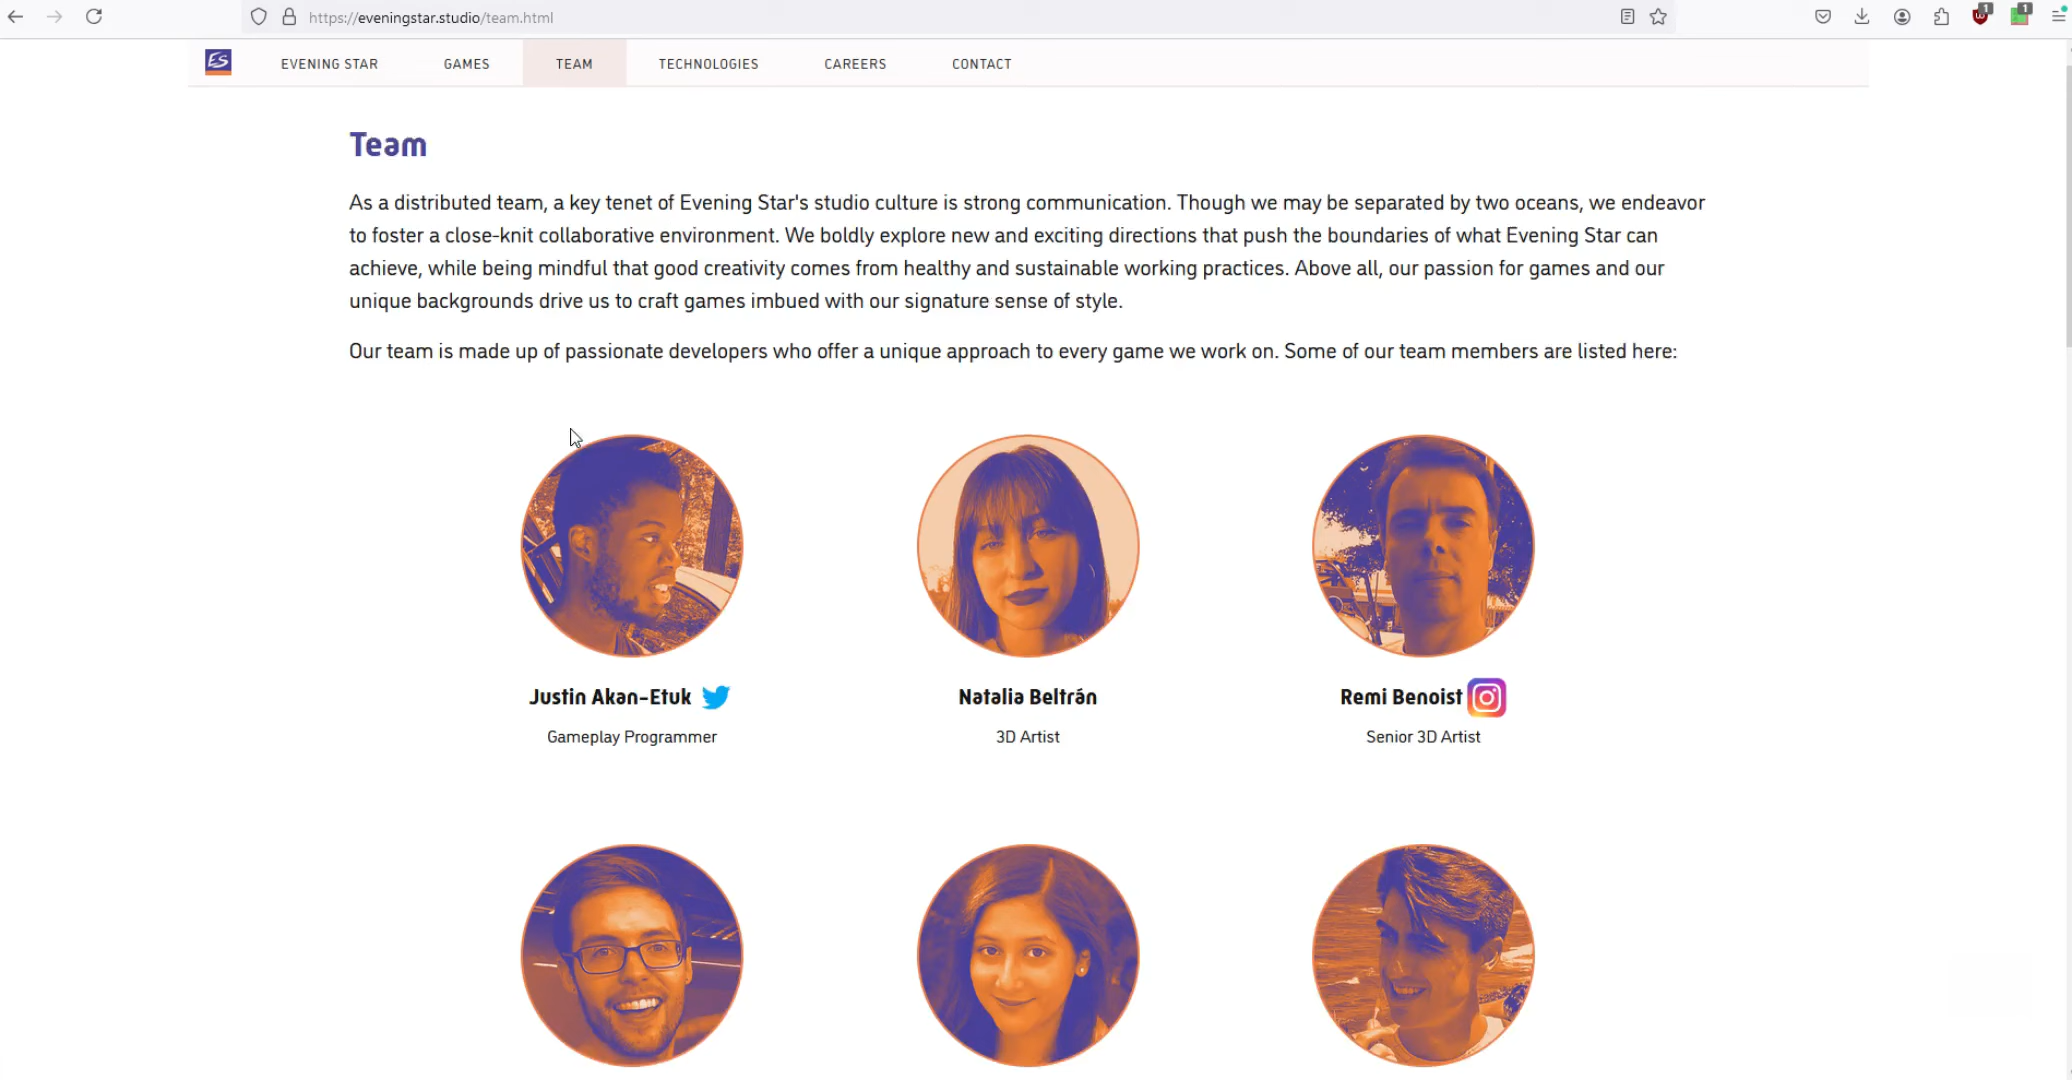 https://eveningstar.studio/team.html
1
1
ES
EVENING STAR
GAMES
TEAM
TECHNOLOGIES
CAREERS
CONTACT
Team
As a distributed team, a key tenet of Evening Star's studio culture is strong communication. Though we may be separated by two oceans, we endeavor
to foster a close-knit collaborative environment. We boldly explore new and exciting directions that push the boundaries of what Evening Star can
achieve, while being mindful that good creativity comes from healthy and sustainable working practices. Above all, our passion for games and our
unique backgrounds drive us to craft games imbued with our signature sense of style.
Our team is made up of passionate developers who offer a unique approach to every game we work on. Some of our team members are listed here:
Justin Akan-Etuk
Gameplay Programmer
Natalia Beltrán
3D Artist
Remi Benoist
Senior 3D Artist